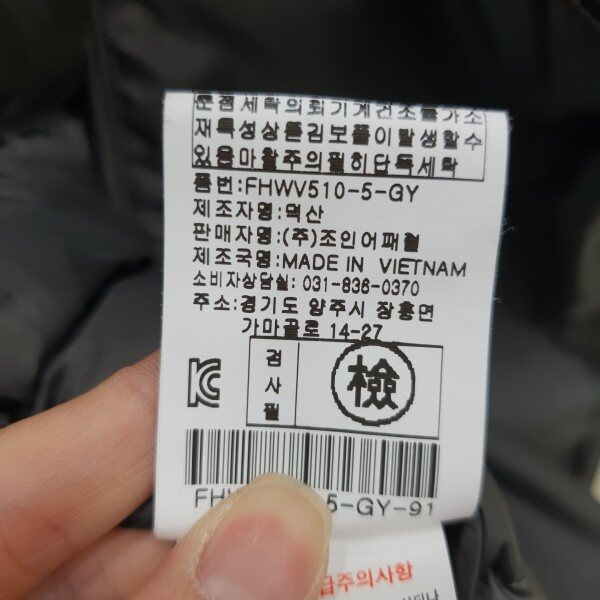 운점세탁의회기계건조를가소
재특성상튿김보풀이발생할수
있음마찰주의필히단독세탁
품번:FHWV510-5-GY
제조자명:덕산
판매자명:(주)조인어패럴
제조국명:MADE IN VIETNAM
소비자상담실: 031-836-0370
주소:경기도 양주시 장흥면
가마골로 14-27
검
사
필
檢
5-GY-91
급주의사항